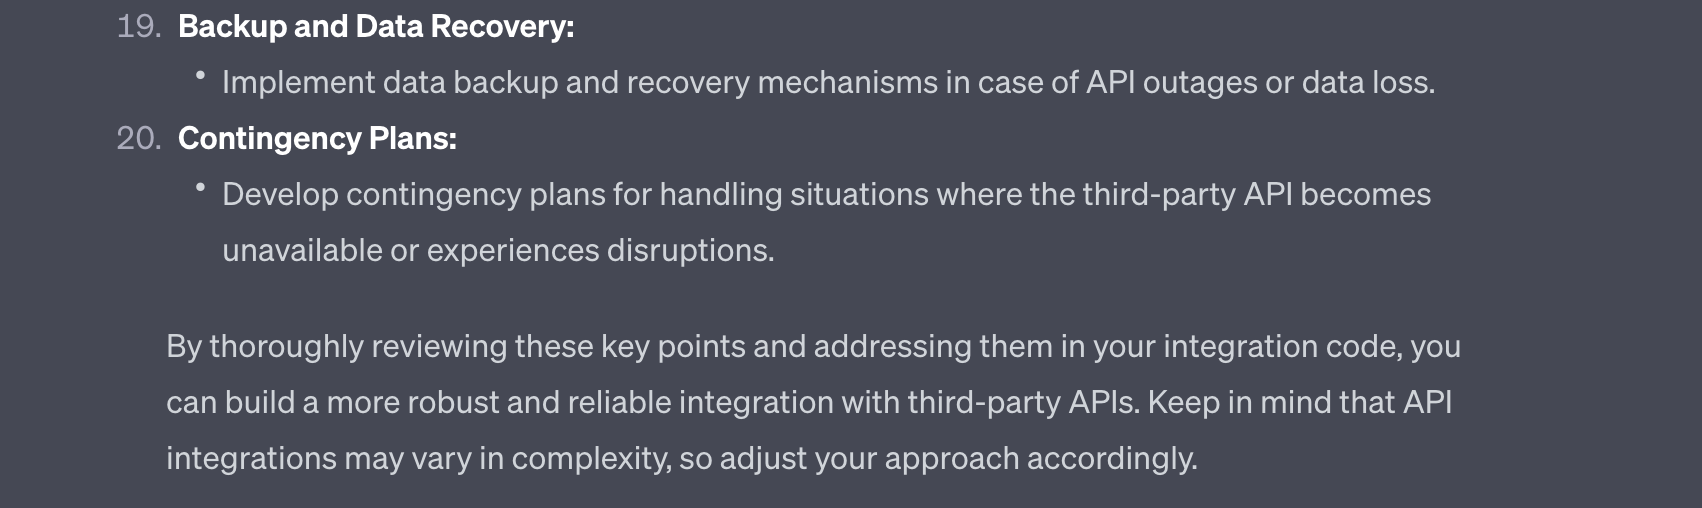 19. Backup and Data Recovery:
• Implement data backup and recovery mechanisms in case of API outages or data loss.
20. Contingency Plans:
• Develop contingency plans for handling situations where the third-party API becomes
unavailable or experiences disruptions.
By thoroughly reviewing these key points and addressing them in your integration code, you
can build a more robust and reliable integration with third-party APIs. Keep in mind that API
integrations may vary in complexity, so adjust your approach accordingly.